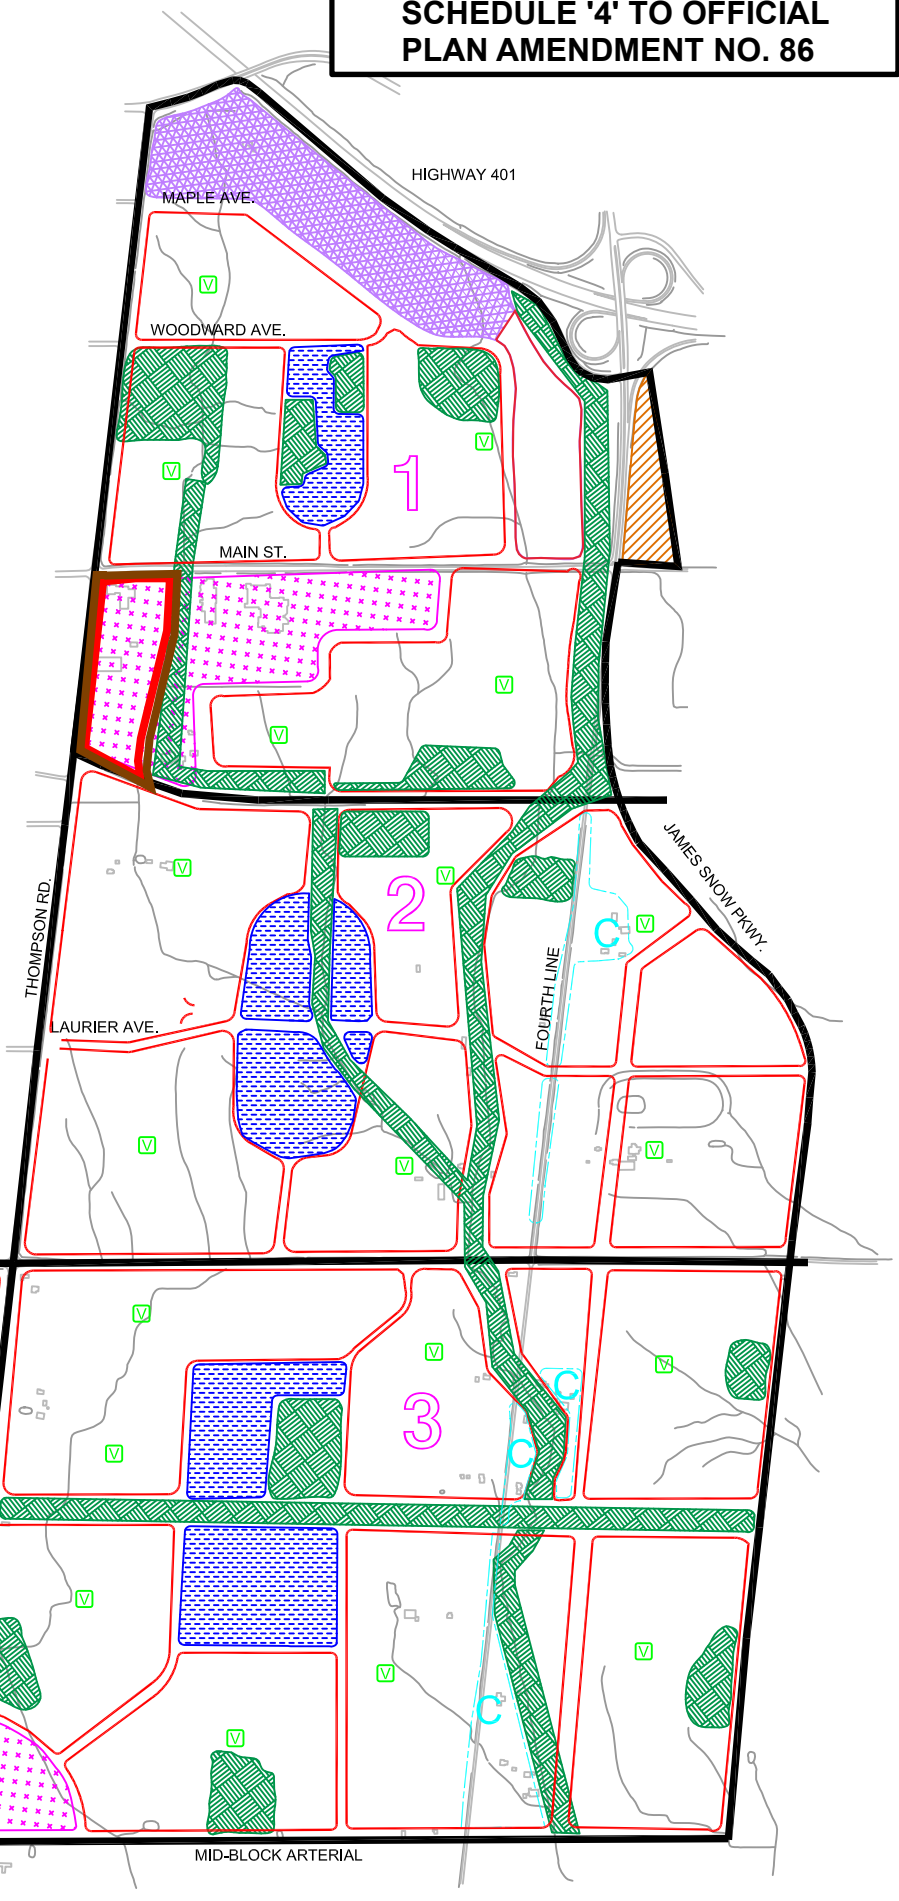 SCHEDULE '4' TO OFFICIAL
PLAN AMENDMENT NO. 86
HIGHWAY 401
MAPLE AVE.
V
WOODWARD AVE.
V
V
1
MAIN ST.
V
V
JAMES SNOW PKWY.
V
V
2
V
C
THOMPSON RD.
FOURTH LINE
LAURIER AVE.
V
V
V
V
V
V
C
3
V
C
V
V
V
C
V
MID-BLOCK ARTERIAL